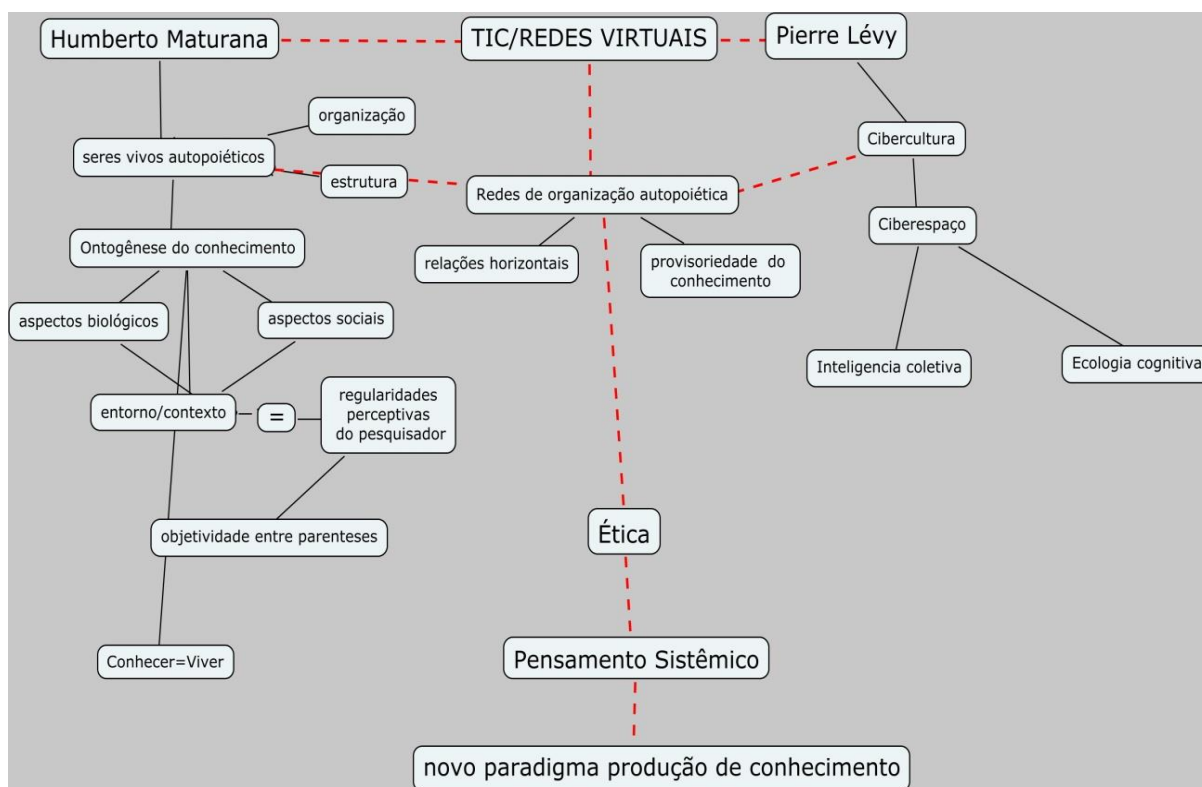 Humberto Maturana
TIC/REDES VIRTUAIS
Pierre Lévy
organização
seres vivos autopoiéticos
estrutura
Cibercultura
Redes de organização autopoiética
Ciberespaço
Ontogênese do conhecimento
relações horizontais
provisoriedade do
conhecimento
aspectos biológicos
aspectos sociais
Inteligencia coletiva
Ecologia cognitiva
entorno/contexto
=
regularidades
perceptivas
do pesquisador
objetividade entre parenteses
Ética
Conhecer=Viver
Pensamento Sistêmico
novo paradigma produção de conhecimento